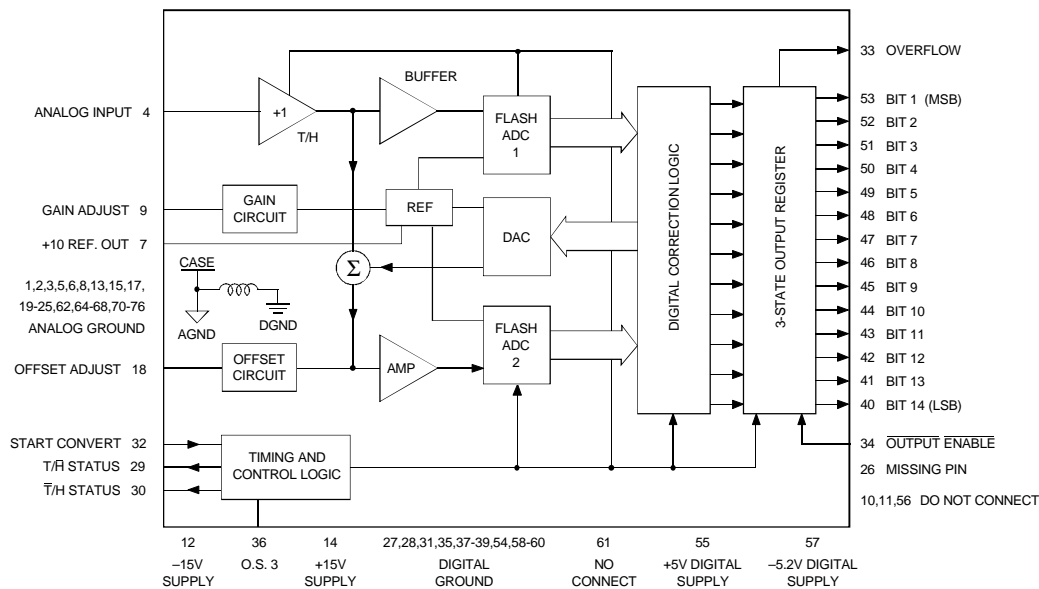 BUFFER
ANALOG INPUT 4
+1
T/H
FLASH
ADC
1
GAIN ADJUST 9
GAIN
CIRCUIT
REF
DAC
+10 REF. OUT 7
Σ
CASE
1,2,3,5,6,8,13,15,17,
19-25,62,64-68,70-76
ANALOG GROUND
AGND
DGND
OFFSET ADJUST 18
OFFSET
CIRCUIT
AMP
FLASH
ADC
2
START CONVERT 32
T/H̅ STATUS 29
T̅/H STATUS 30
TIMING AND
CONTROL LOGIC
DIGITAL CORRECTION LOGIC
3-STATE OUTPUT REGISTER
33 OVERFLOW
53 BIT 1 (MSB)
52 BIT 2
51 BIT 3
50 BIT 4
49 BIT 5
48 BIT 6
47 BIT 7
46 BIT 8
45 BIT 9
44 BIT 10
43 BIT 11
42 BIT 12
41 BIT 13
40 BIT 14 (LSB)
34 O̅U̅T̅P̅U̅T̅ E̅N̅A̅B̅L̅E̅
26 MISSING PIN
10,11,56 DO NOT CONNECT
12
–15V
SUPPLY
36
O.S. 3
14
+15V
SUPPLY
27,28,31,35,37-39,54,58-60
DIGITAL
GROUND
61
NO
CONNECT
55
+5V DIGITAL
SUPPLY
57
–5.2V DIGITAL
SUPPLY